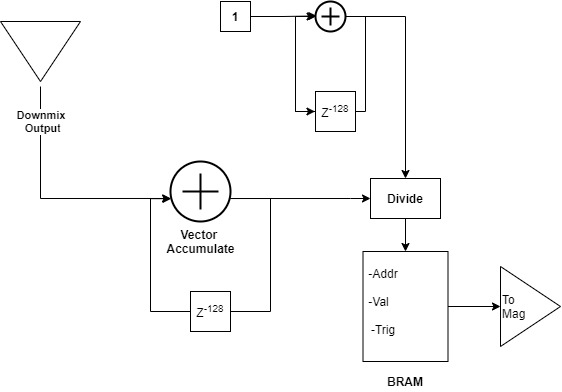 1
Z-128
Downmix
Output
Divide
Vector
Accumulate
Z-128
-Addr
-Val
-Trig
To
Mag
BRAM